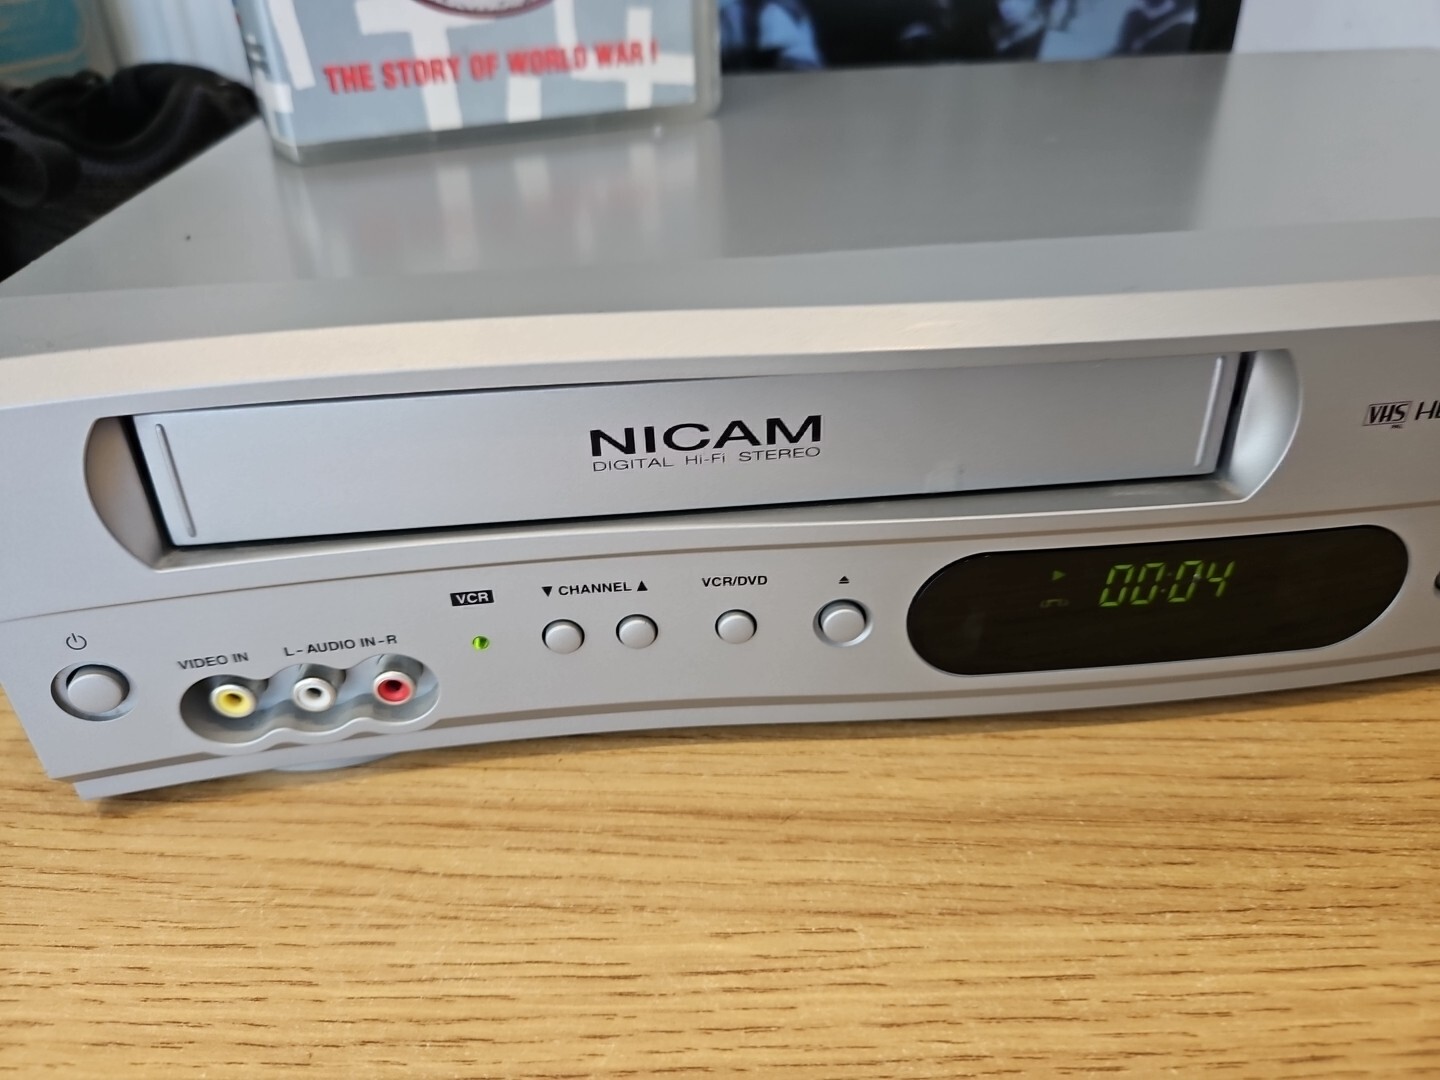 THE STORY OF WORLD WAR I
NICAM
DIGITAL Hi-Fi STEREO
VHS
PAL
VCR
▼ CHANNEL ▲
VCR/DVD
00:04
VIDEO IN
L - AUDIO IN - R